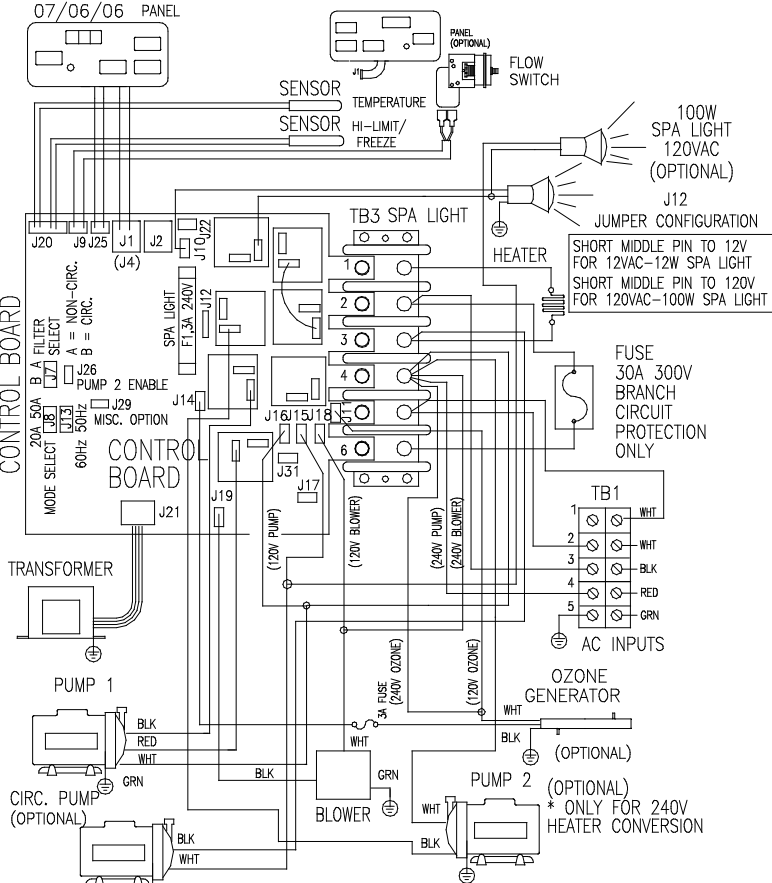 07/06/06 PANEL
PANEL
(OPTIONAL)
J1
FLOW
SWITCH
SENSOR
TEMPERATURE
SENSOR
HI-LIMIT/
FREEZE
100W
SPA LIGHT
120VAC
(OPTIONAL)
J12
JUMPER CONFIGURATION
SHORT MIDDLE PIN TO 12V
FOR 12VAC-12W SPA LIGHT
SHORT MIDDLE PIN TO 120V
FOR 120VAC-100W SPA LIGHT
TB3 SPA LIGHT
HEATER
J20
J9
J25
J1
(J4)
J2
J10
J22
CONTROL BOARD
A = NON-CIRC.
B = CIRC.
FILTER
SELECT
B A
J7
J26
PUMP 2 ENABLE
SPA LIGHT
F1,3A 240V
J12
20A 50A
J8
J13
60Hz 50Hz
MODE SELECT
J29
MISC. OPTION
J14
CONTROL
BOARD
J16
J15
J18
J11
J31
J17
J19
J21
1
2
3
4
6
FUSE
30A 300V
BRANCH
CIRCUIT
PROTECTION
ONLY
TB1
1
2
3
4
5
WHT
WHT
BLK
RED
GRN
AC INPUTS
(120V PUMP)
(120V BLOWER)
(240V PUMP)
(240V BLOWER)
TRANSFORMER
3A FUSE
(240V OZONE)
(120V OZONE)
OZONE
GENERATOR
WHT
BLK
(OPTIONAL)
PUMP 1
BLK
RED
WHT
GRN
CIRC. PUMP
(OPTIONAL)
BLK
WHT
BLK
WHT
GRN
BLOWER
PUMP 2
(OPTIONAL)
* ONLY FOR 240V
HEATER CONVERSION
WHT
BLK